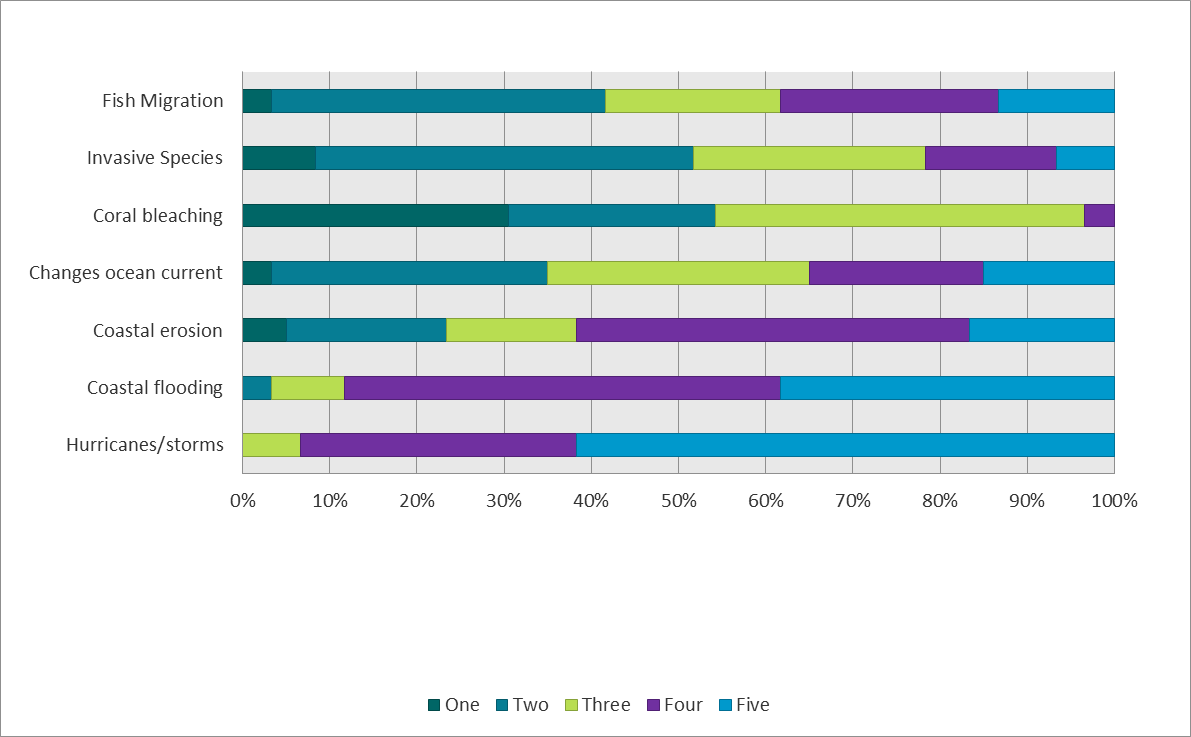 Fish Migration
Invasive Species
Coral bleaching
Changes ocean current
Coastal erosion
Coastal flooding
Hurricanes/storms
0% 10% 20% 30% 40% 50% 60% 70% 80% 90% 100%
One Two Three Four Five